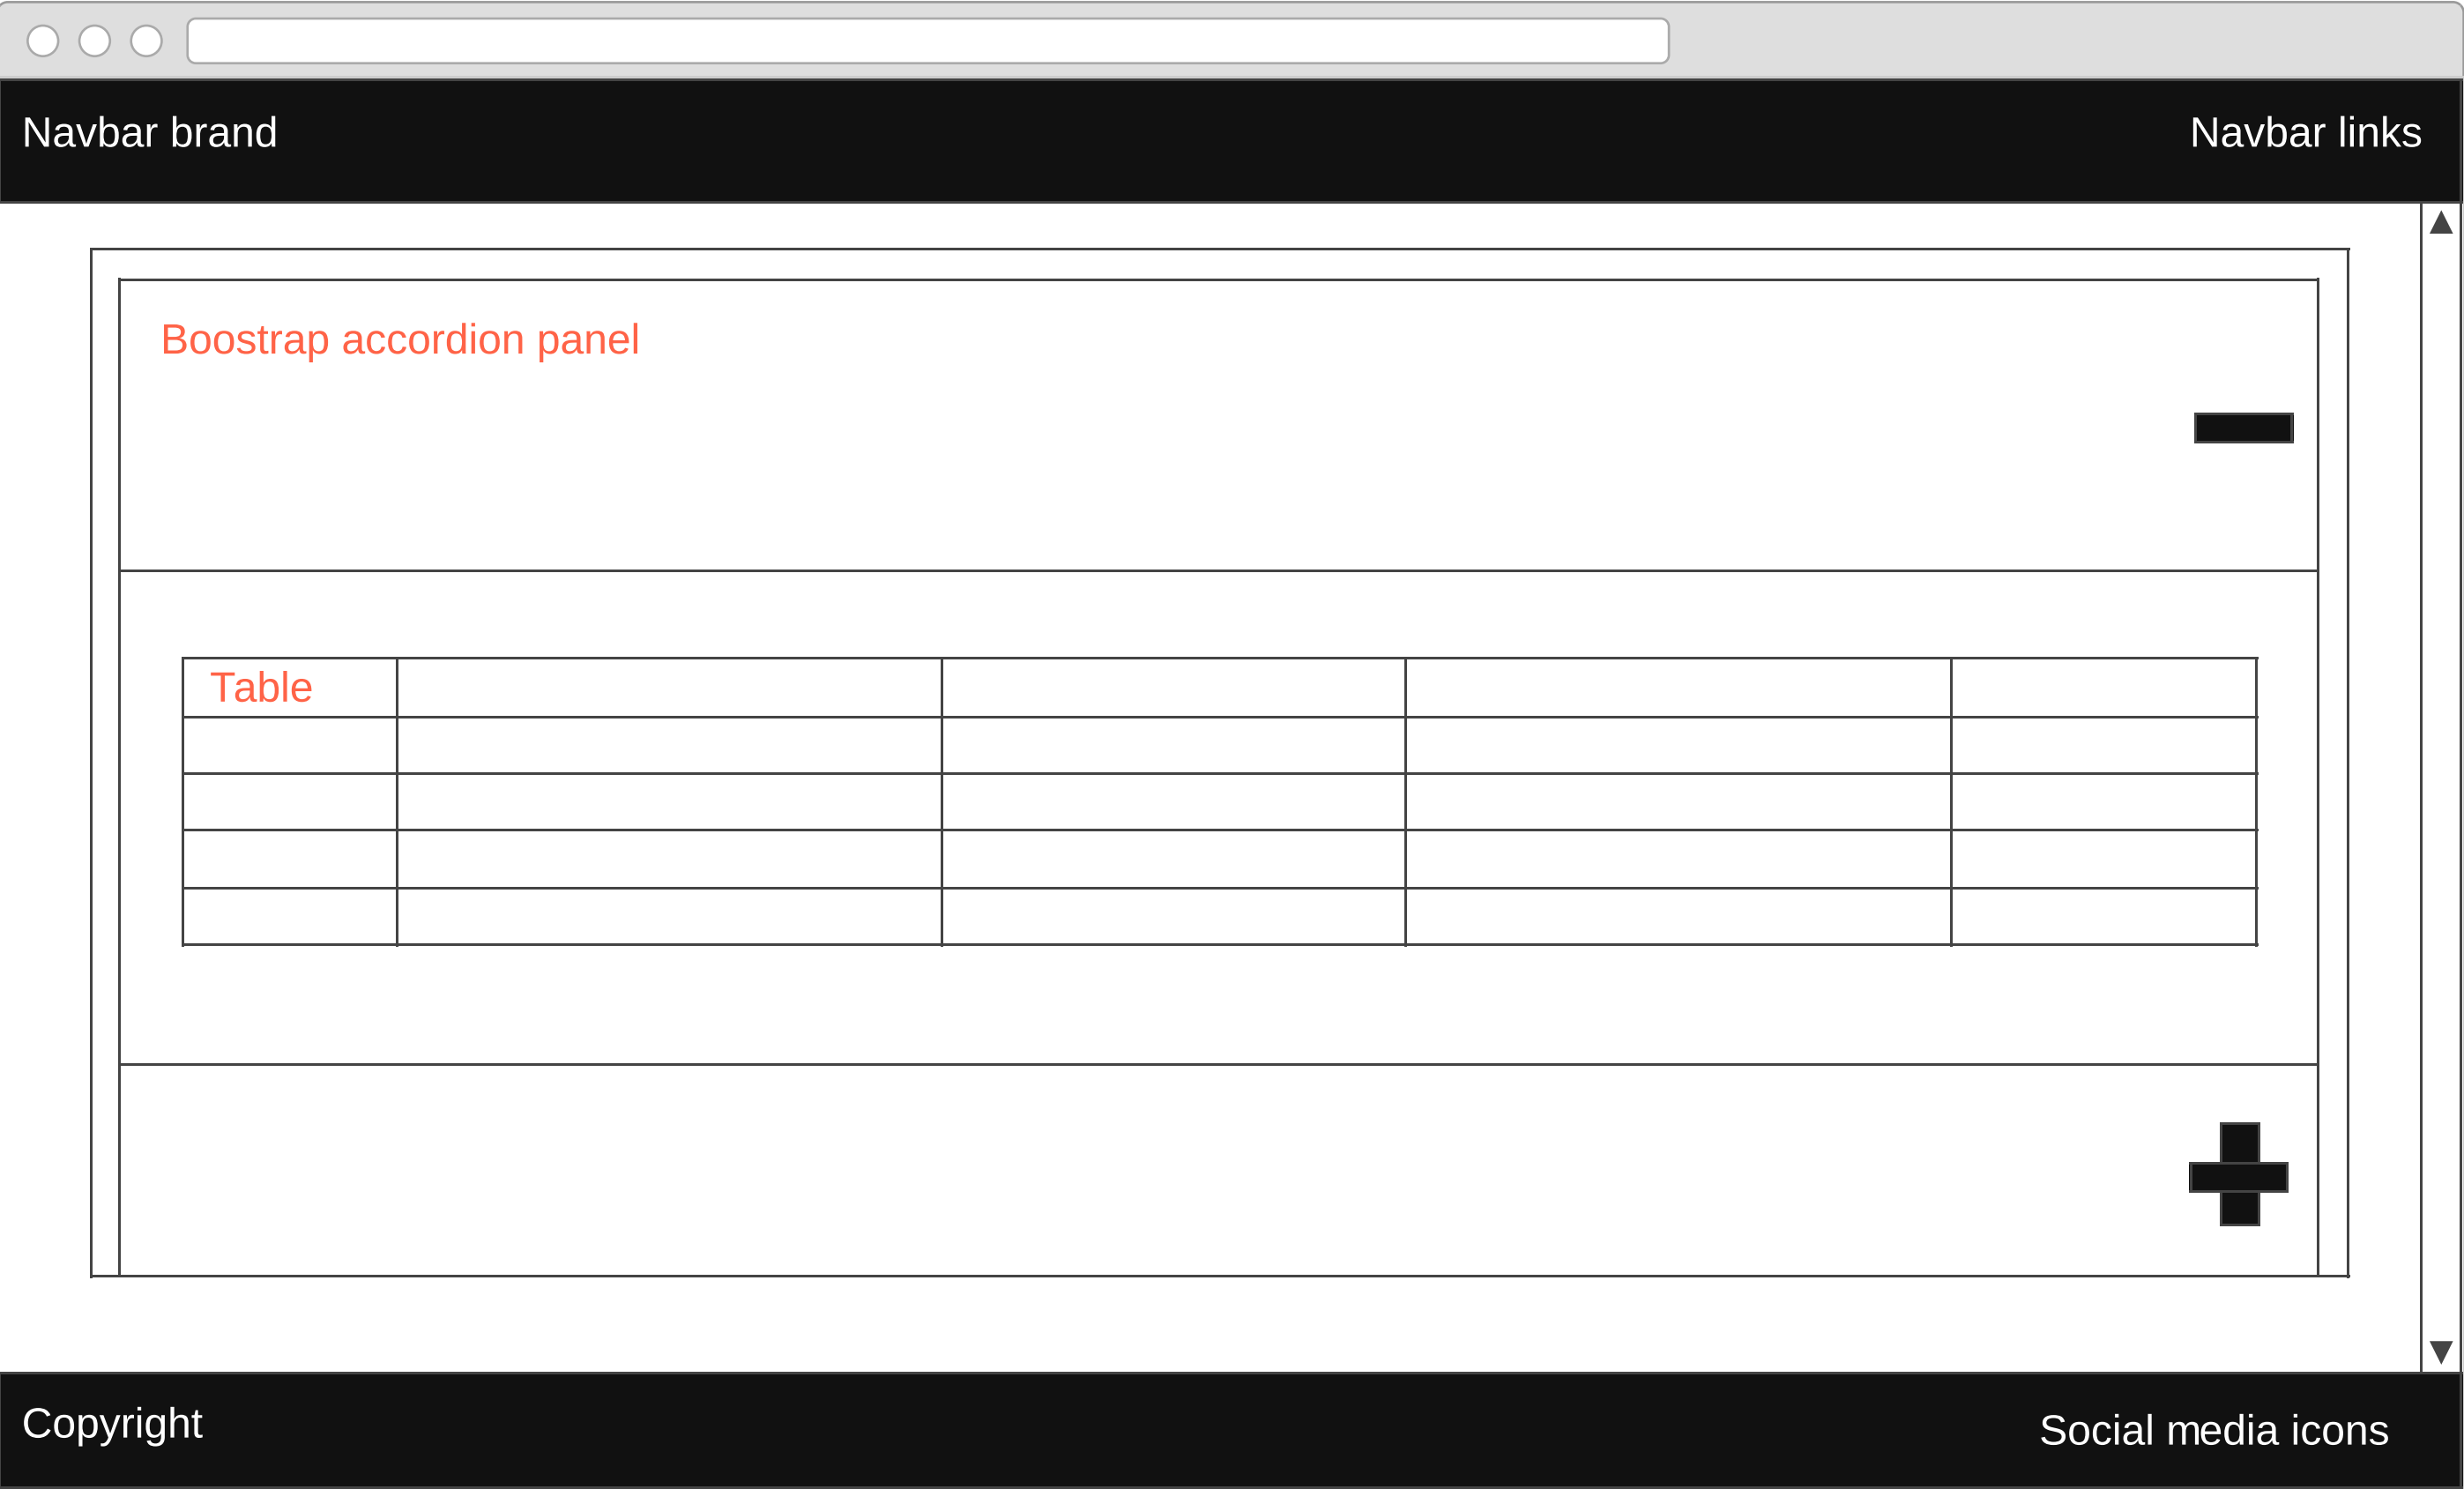 Navbar brand
Navbar links
Boostrap accordion panel
Table
Copyright
Social media icons